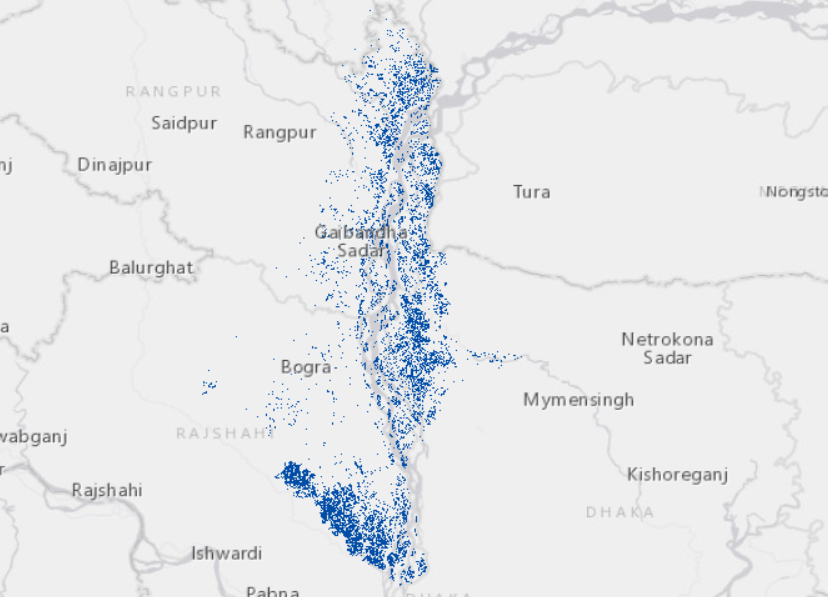 RANGPUR
Saidpur
Rangpur
nj
Dinajpur
Tura
Nongsto
Gaibandha
Sadar
Balurghat
a
Netrokona
Sadar
Bogra
Mymensingh
wabganj
RAJSHAHI
r
Rajshahi
Kishoreganj
DHAKA
Ishwardi
Pabna
DHAKA